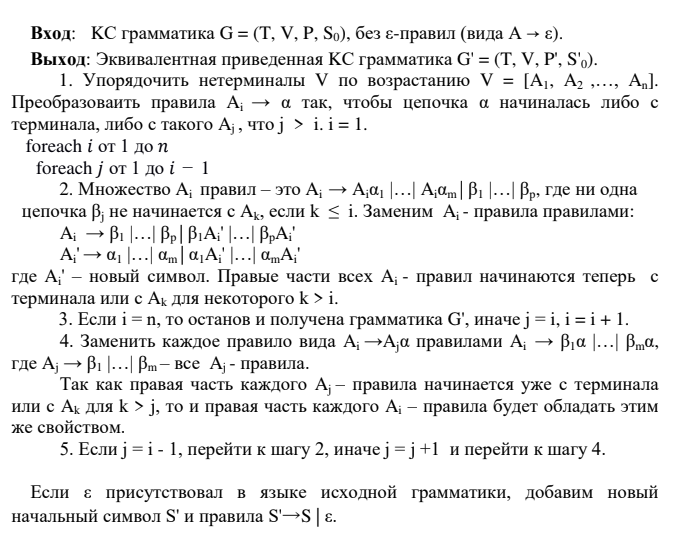 Вход: КС грамматика G = (T, V, P, S₀), без ε-правил (вида A → ε).
Выход: Эквивалентная приведенная КС грамматика G' = (T, V, P', S'₀).
1. Упорядочить нетерминалы V по возрастанию V = [A₁, A₂ ,…, Aₙ].
Преобразоваить правила Aᵢ → α так, чтобы цепочка α начиналась либо с
терминала, либо с такого Aⱼ , что j > i. i = 1.
foreach i от 1 до n
foreach j от 1 до i − 1
2. Множество Aᵢ правил – это Aᵢ → Aᵢα₁ |…| Aᵢαₘ | β₁ |…| βₚ, где ни одна
цепочка βⱼ не начинается с Aₖ, если k ≤ i. Заменим Aᵢ - правила правилами:
Aᵢ → β₁ |…| βₚ | β₁Aᵢ' |…| βₚAᵢ'
Aᵢ' → α₁ |…| αₘ | α₁Aᵢ' |…| αₘAᵢ'
где Aᵢ' – новый символ. Правые части всех Aᵢ - правил начинаются теперь с
терминала или с Aₖ для некоторого k > i.
3. Если i = n, то останов и получена грамматика G', иначе j = i, i = i + 1.
4. Заменить каждое правило вида Aᵢ →Aⱼα правилами Aᵢ → β₁α |…| βₘα,
где Aⱼ → β₁ |…| βₘ – все Aⱼ - правила.
Так как правая часть каждого Aⱼ – правила начинается уже с терминала
или с Aₖ для k > j, то и правая часть каждого Aᵢ – правила будет обладать этим
же свойством.
5. Если j = i - 1, перейти к шагу 2, иначе j = j +1 и перейти к шагу 4.
Если ε присутствовал в языке исходной грамматики, добавим новый
начальный символ S' и правила S'→S | ε.